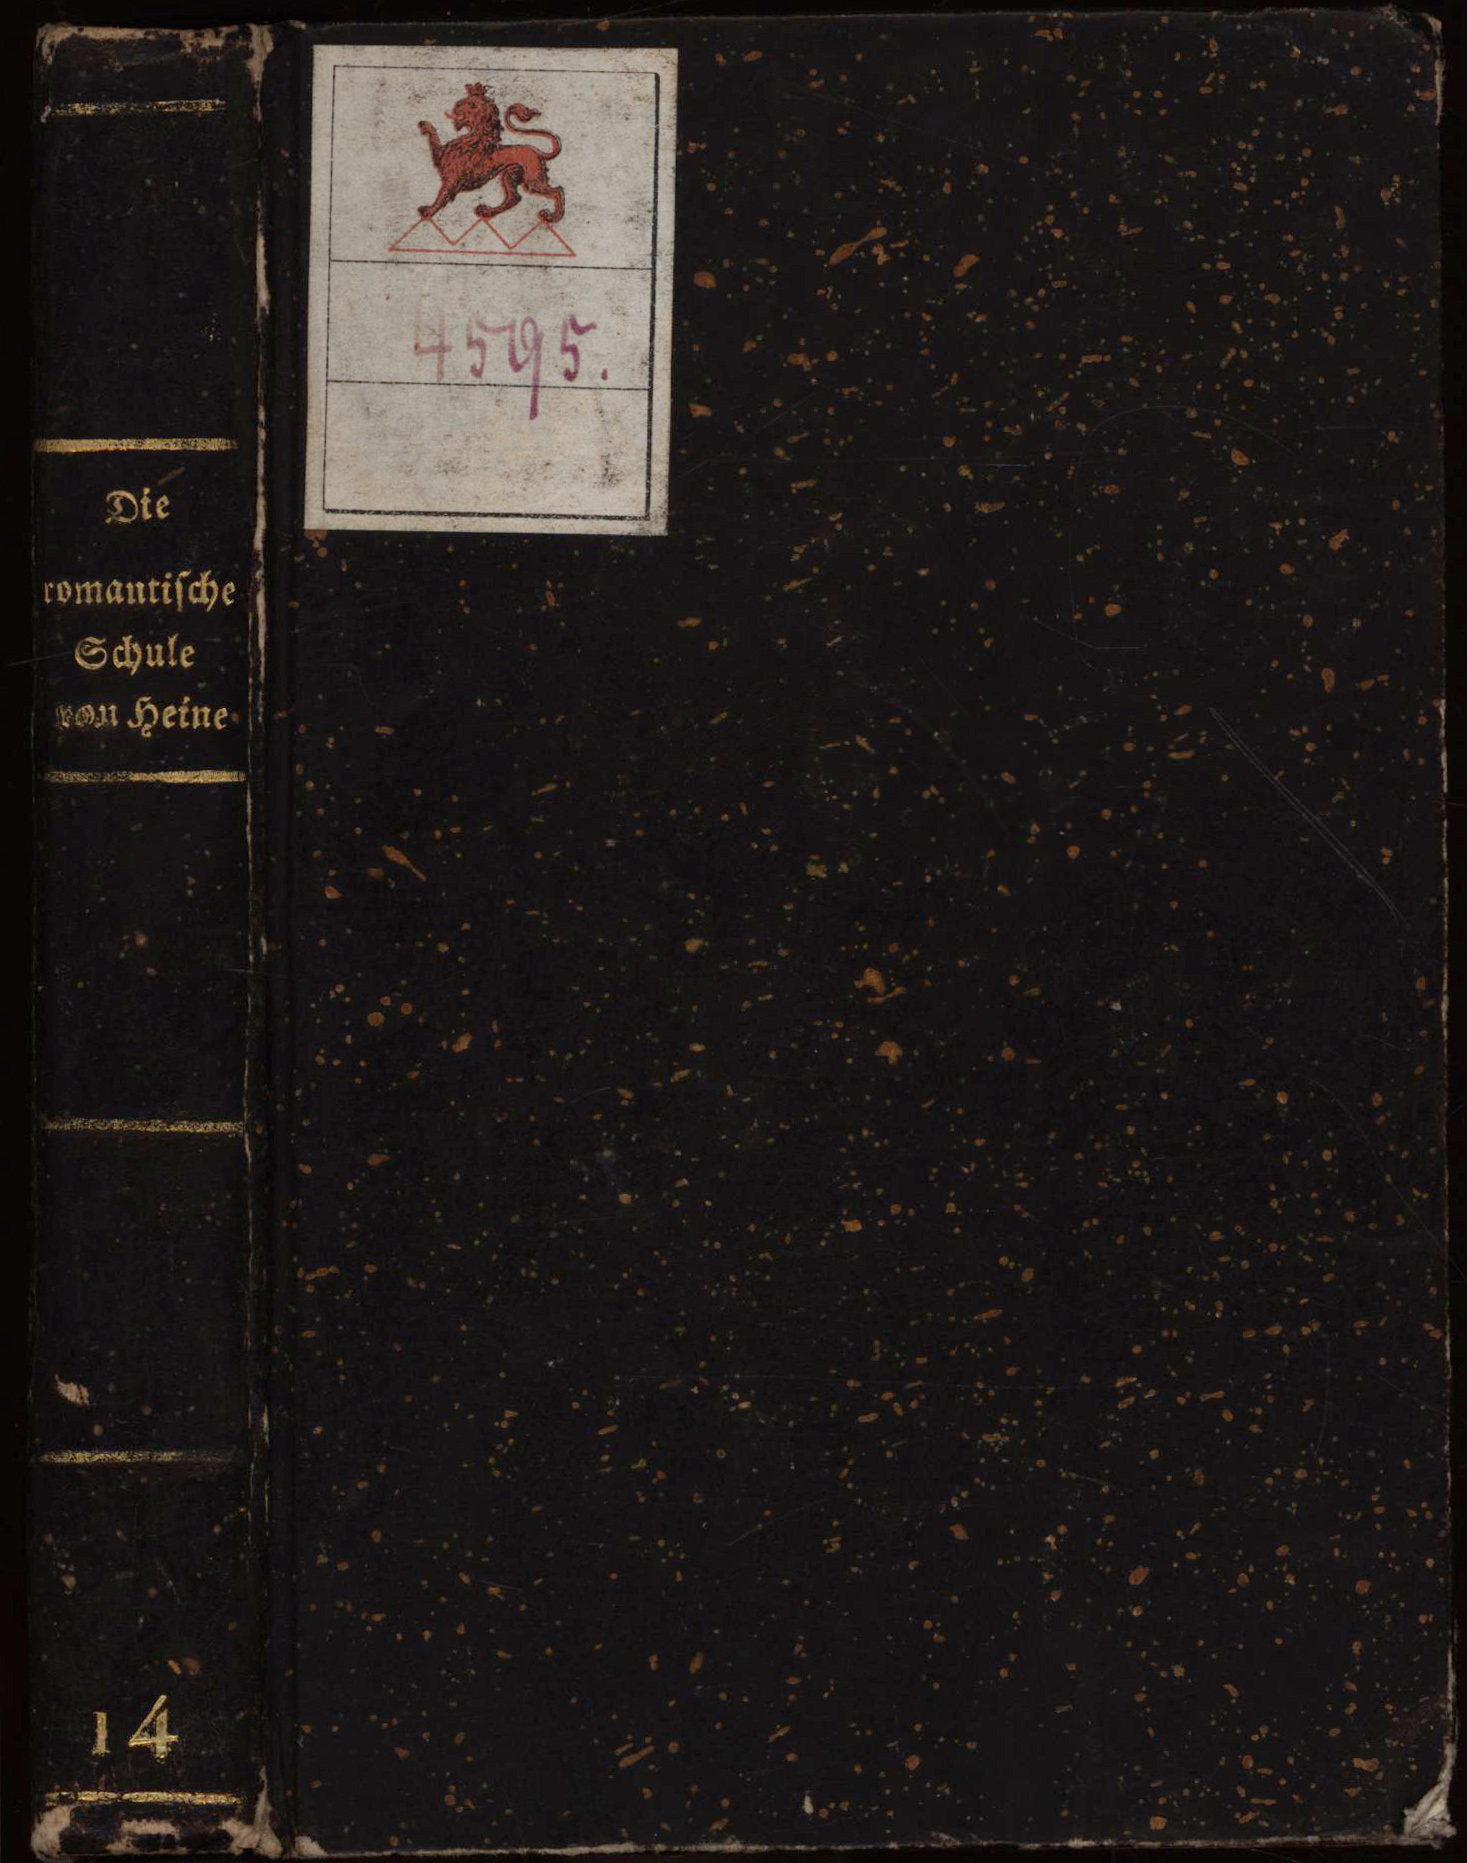 4595.
Die
romantische
Schule
von Heine.
14